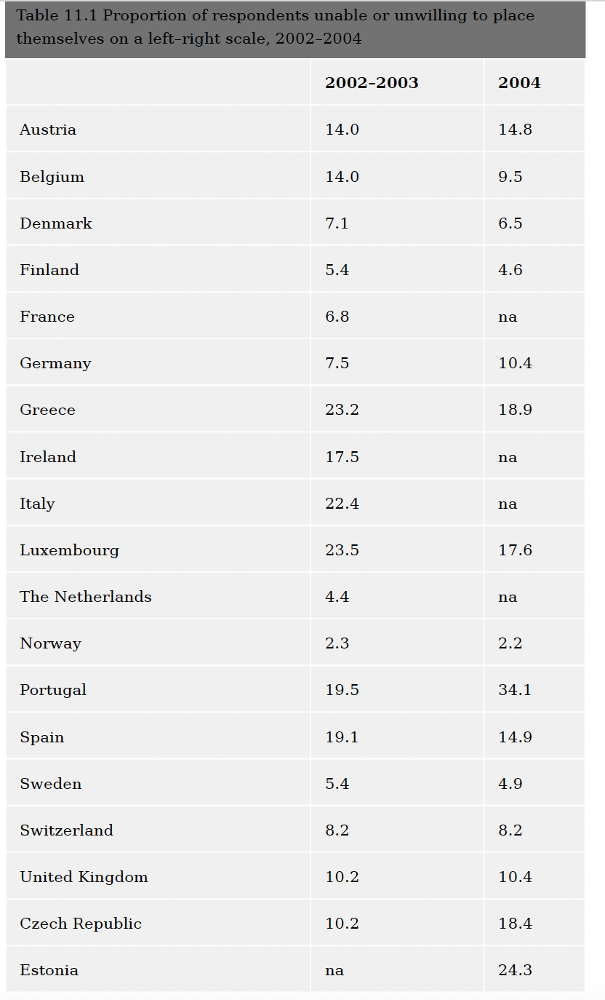 Table 11.1 Proportion of respondents unable or unwilling to place
themselves on a left–right scale, 2002–2004
2002–2003 2004
Austria 14.0 14.8
Belgium 14.0 9.5
Denmark 7.1 6.5
Finland 5.4 4.6
France 6.8 na
Germany 7.5 10.4
Greece 23.2 18.9
Ireland 17.5 na
Italy 22.4 na
Luxembourg 23.5 17.6
The Netherlands 4.4 na
Norway 2.3 2.2
Portugal 19.5 34.1
Spain 19.1 14.9
Sweden 5.4 4.9
Switzerland 8.2 8.2
United Kingdom 10.2 10.4
Czech Republic 10.2 18.4
Estonia na 24.3